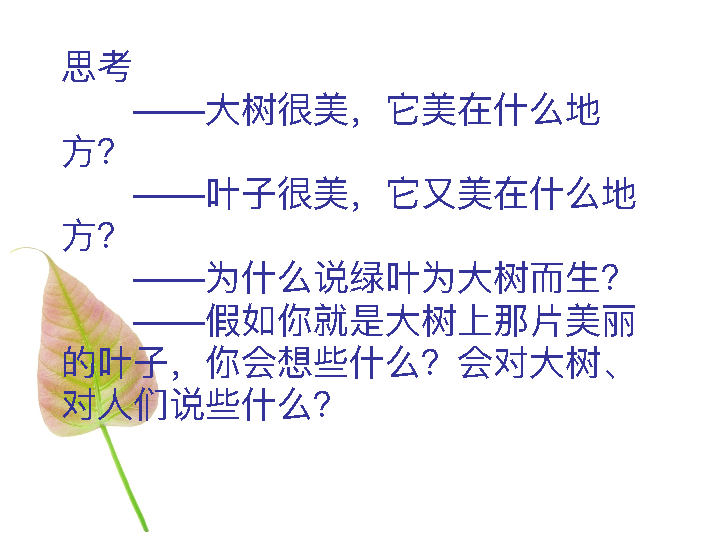 思考
——大树很美，它美在什么地
方？
——叶子很美，它又美在什么地
方？
——为什么说绿叶为大树而生？
——假如你就是大树上那片美丽
的叶子，你会想些什么？会对大树、
对人们说些什么？